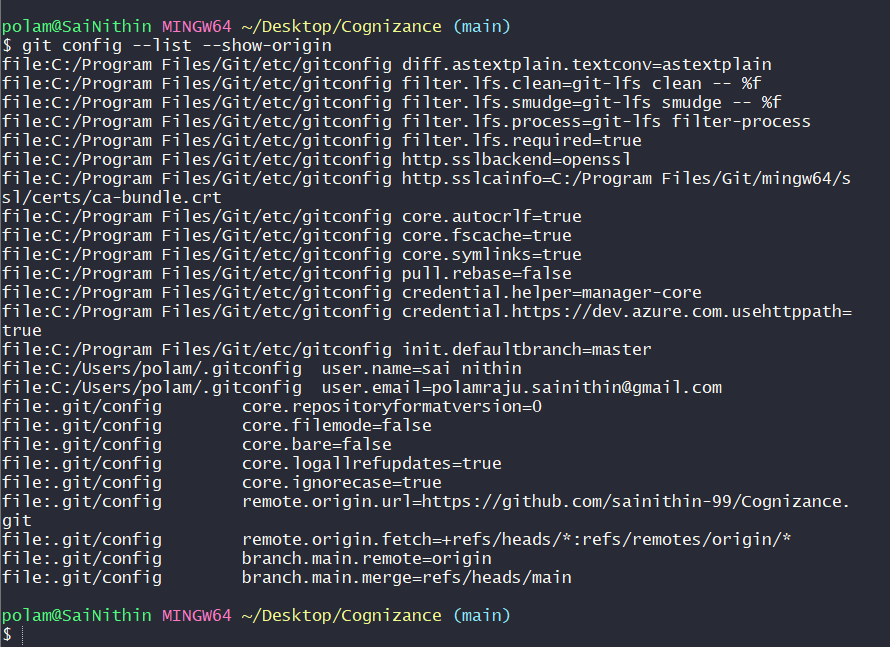 polam@SaiNithin MINGW64 ~/Desktop/Cognizance (main)
$ git config --list --show-origin
file:C:/Program Files/Git/etc/gitconfig diff.astextplain.textconv=astextplain
file:C:/Program Files/Git/etc/gitconfig filter.lfs.clean=git-lfs clean -- %f
file:C:/Program Files/Git/etc/gitconfig filter.lfs.smudge=git-lfs smudge -- %f
file:C:/Program Files/Git/etc/gitconfig filter.lfs.process=git-lfs filter-process
file:C:/Program Files/Git/etc/gitconfig filter.lfs.required=true
file:C:/Program Files/Git/etc/gitconfig http.sslbackend=openssl
file:C:/Program Files/Git/etc/gitconfig http.sslcainfo=C:/Program Files/Git/mingw64/s
sl/certs/ca-bundle.crt
file:C:/Program Files/Git/etc/gitconfig core.autocrlf=true
file:C:/Program Files/Git/etc/gitconfig core.fscache=true
file:C:/Program Files/Git/etc/gitconfig core.symlinks=true
file:C:/Program Files/Git/etc/gitconfig pull.rebase=false
file:C:/Program Files/Git/etc/gitconfig credential.helper=manager-core
file:C:/Program Files/Git/etc/gitconfig credential.https://dev.azure.com.usehttppath=
true
file:C:/Program Files/Git/etc/gitconfig init.defaultbranch=master
file:C:/Users/polam/.gitconfig  user.name=sai nithin
file:C:/Users/polam/.gitconfig  user.email=polamraju.sainithin@gmail.com
file:.git/config        core.repositoryformatversion=0
file:.git/config        core.filemode=false
file:.git/config        core.bare=false
file:.git/config        core.logallrefupdates=true
file:.git/config        core.ignorecase=true
file:.git/config        remote.origin.url=https://github.com/sainithin-99/Cognizance.
git
file:.git/config        remote.origin.fetch=+refs/heads/*:refs/remotes/origin/*
file:.git/config        branch.main.remote=origin
file:.git/config        branch.main.merge=refs/heads/main
polam@SaiNithin MINGW64 ~/Desktop/Cognizance (main)
$